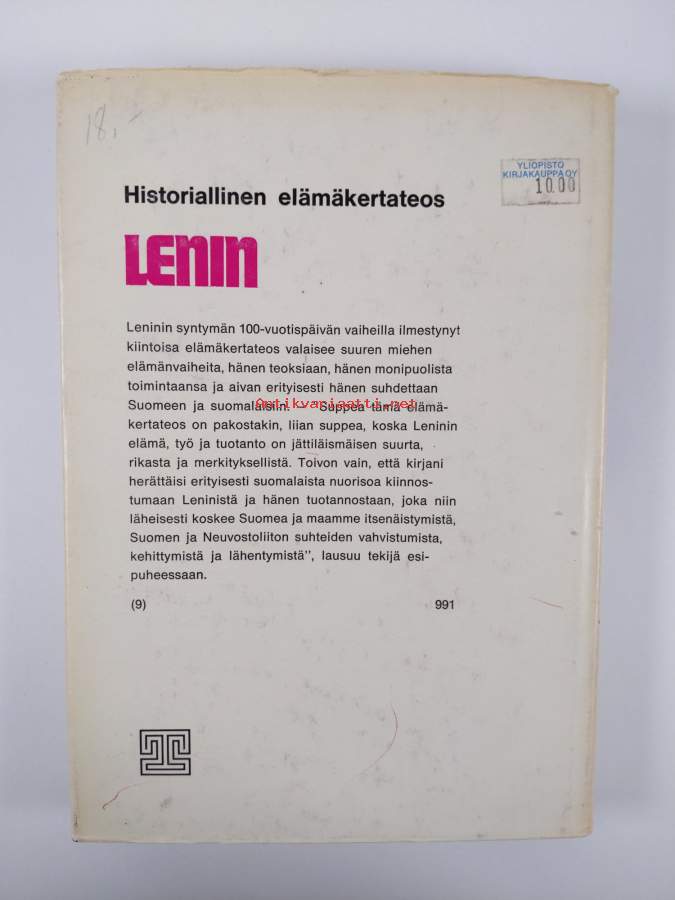 18,-
YLIOPISTO
KIRJAKAUPPA OY
10.00
Historiallinen elämäkertateos
LENIN
Leninin syntymän 100-vuotispäivän vaiheilla ilmestynyt
kiintoisa elämäkertateos valaisee suuren miehen
elämänvaiheita, hänen teoksiaan, hänen monipuolista
toimintaansa ja aivan erityisesti hänen suhdettaan
Suomeen ja suomalaisiin. — "Suppea tämä elämä-
Antikvariaatti.net
kertateos on pakostakin, liian suppea, koska Leninin
elämä, työ ja tuotanto on jättiläismäisen suurta,
rikasta ja merkityksellistä. Toivon vain, että kirjani
herättäisi erityisesti suomalaista nuorisoa kiinnos-
tumaan Leninistä ja hänen tuotannostaan, joka niin
läheisesti koskee Suomea ja maamme itsenäistymistä,
Suomen ja Neuvostoliiton suhteiden vahvistumista,
kehittymistä ja lähentymistä", lausuu tekijä esi-
puheessaan.
(9) 991